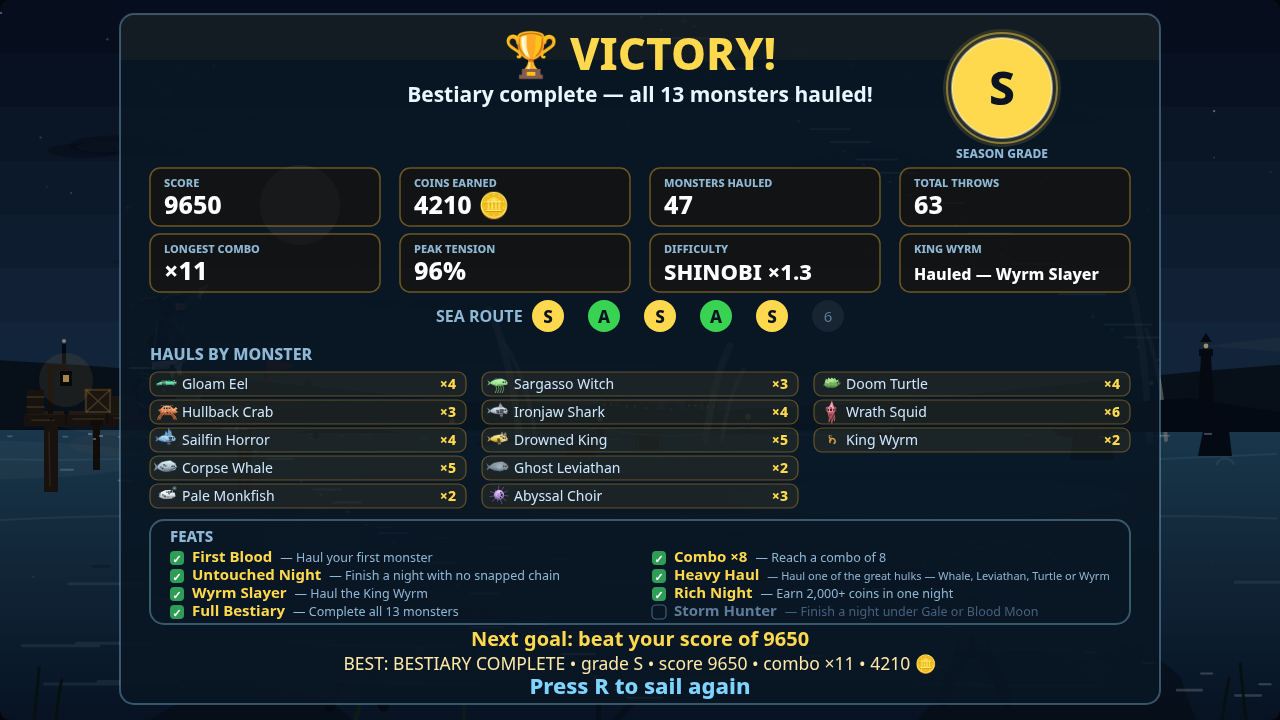 🏆 VICTORY!
Bestiary complete — all 13 monsters hauled!
S
SEASON GRADE
SCORE
9650
COINS EARNED
4210 🪙
MONSTERS HAULED
47
TOTAL THROWS
63
LONGEST COMBO
×11
PEAK TENSION
96%
DIFFICULTY
SHINOBI ×1.3
KING WYRM
Hauled — Wyrm Slayer
SEA ROUTE S A S A S 6
HAULS BY MONSTER
Gloam Eel ×4
Hullback Crab ×3
Sailfin Horror ×4
Corpse Whale ×5
Pale Monkfish ×2
Sargasso Witch ×3
Ironjaw Shark ×4
Drowned King ×5
Ghost Leviathan ×2
Abyssal Choir ×3
Doom Turtle ×4
Wrath Squid ×6
♄ King Wyrm ×2
FEATS
✓ First Blood — Haul your first monster
✓ Untouched Night — Finish a night with no snapped chain
✓ Wyrm Slayer — Haul the King Wyrm
✓ Full Bestiary — Complete all 13 monsters
✓ Combo ×8 — Reach a combo of 8
✓ Heavy Haul — Haul one of the great hulks — Whale, Leviathan, Turtle or Wyrm
✓ Rich Night — Earn 2,000+ coins in one night
Storm Hunter — Finish a night under Gale or Blood Moon
Next goal: beat your score of 9650
BEST: BESTIARY COMPLETE • grade S • score 9650 • combo ×11 • 4210 🪙
Press R to sail again